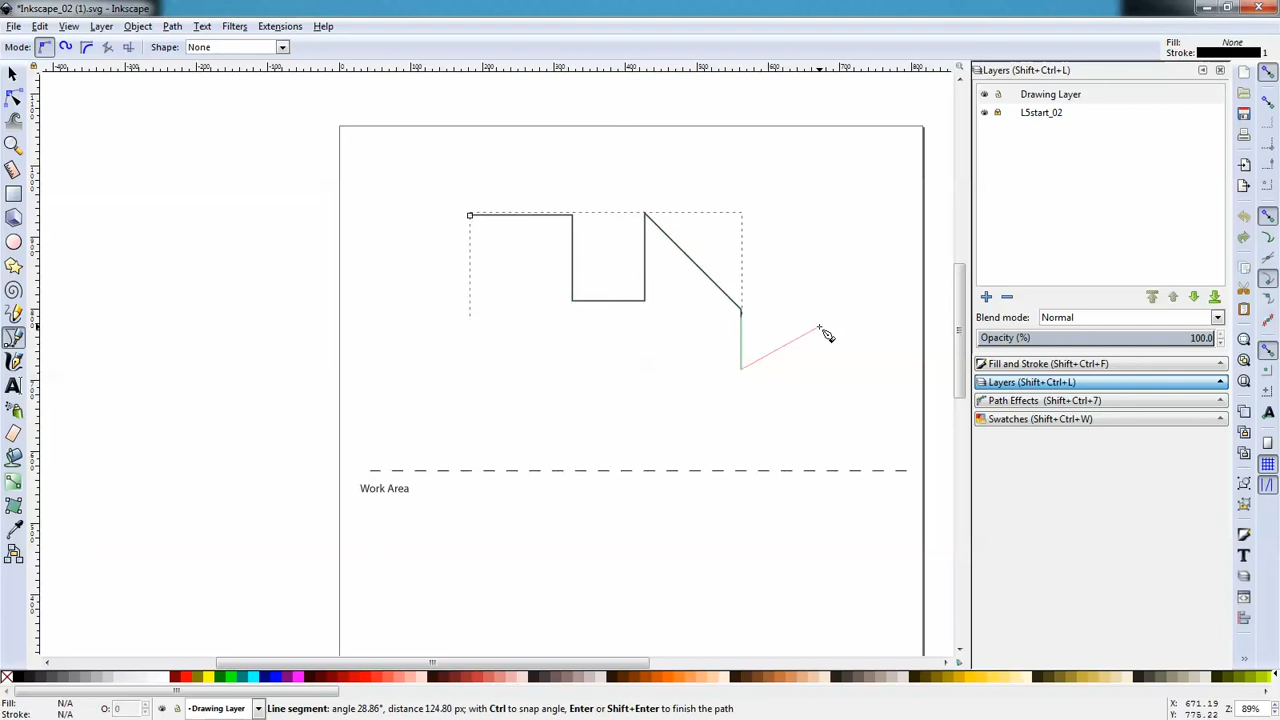 *Inkscape_02 (1).svg - Inkscape
File Edit View Layer Object Path Text Filters Extensions Help
Mode: Shape: None
Fill: None
Stroke: 1
Layers (Shift+Ctrl+L)
Drawing Layer
L5start_02
Blend mode: Normal
Opacity (%) 100.0
Fill and Stroke (Shift+Ctrl+F)
Layers (Shift+Ctrl+L)
Path Effects (Shift+Ctrl+7)
Swatches (Shift+Ctrl+W)
Work Area
Fill: N/A
Stroke: N/A
O: 0
Drawing Layer
Line segment: angle 28.86°, distance 124.80 px; with Ctrl to snap angle, Enter or Shift+Enter to finish the path
X: 671.19
Y: 775.22
Z: 89%